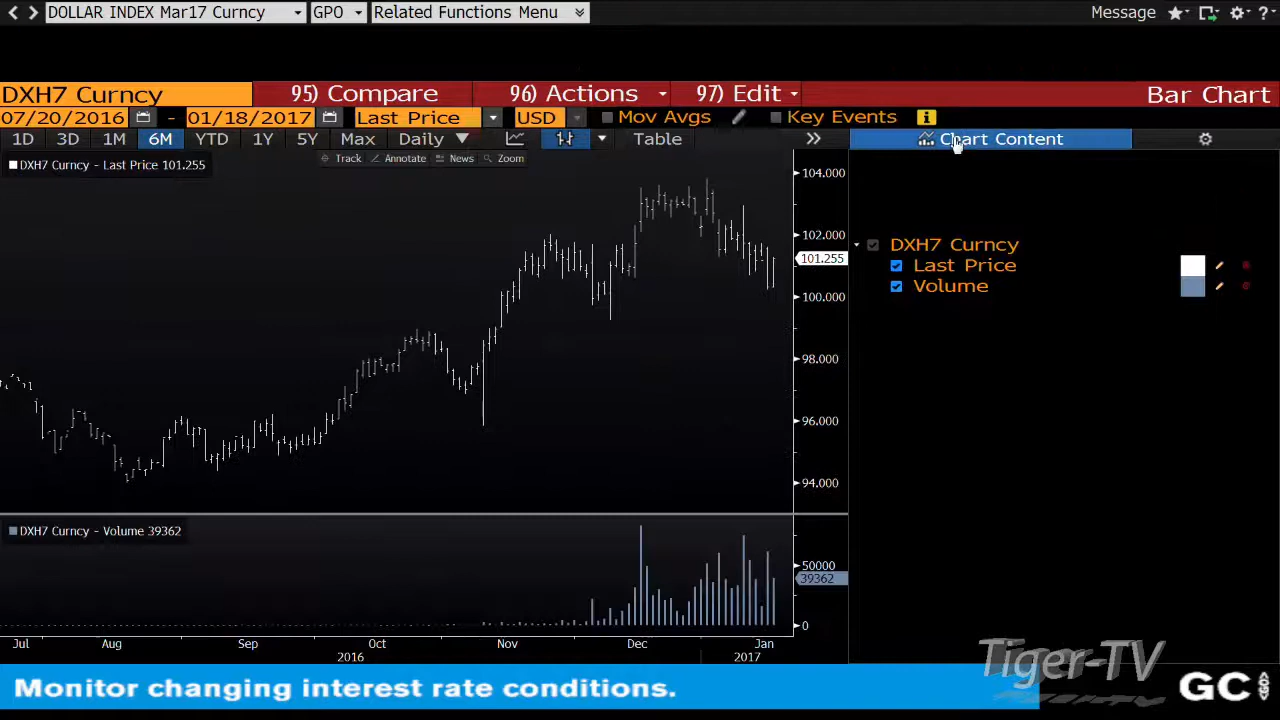 DOLLAR INDEX Mar17 Curncy GPO Related Functions Menu Message ?
DXH7 Curncy 95) Compare 96) Actions 97) Edit Bar Chart
07/20/2016 - 01/18/2017 Last Price USD Mov Avgs Key Events i
1D 3D 1M 6M YTD 1Y 5Y Max Daily Table >> Chart Content
Track Annotate News Zoom
DXH7 Curncy - Last Price 101.255
104.000
102.000
101.255
100.000
98.000
96.000
94.000
DXH7 Curncy
Last Price
Volume
DXH7 Curncy - Volume 39362
50000
39362
0
Jul Aug Sep Oct Nov Dec Jan
2016 2017
Tiger-TV
Monitor changing interest rate conditions.
GC